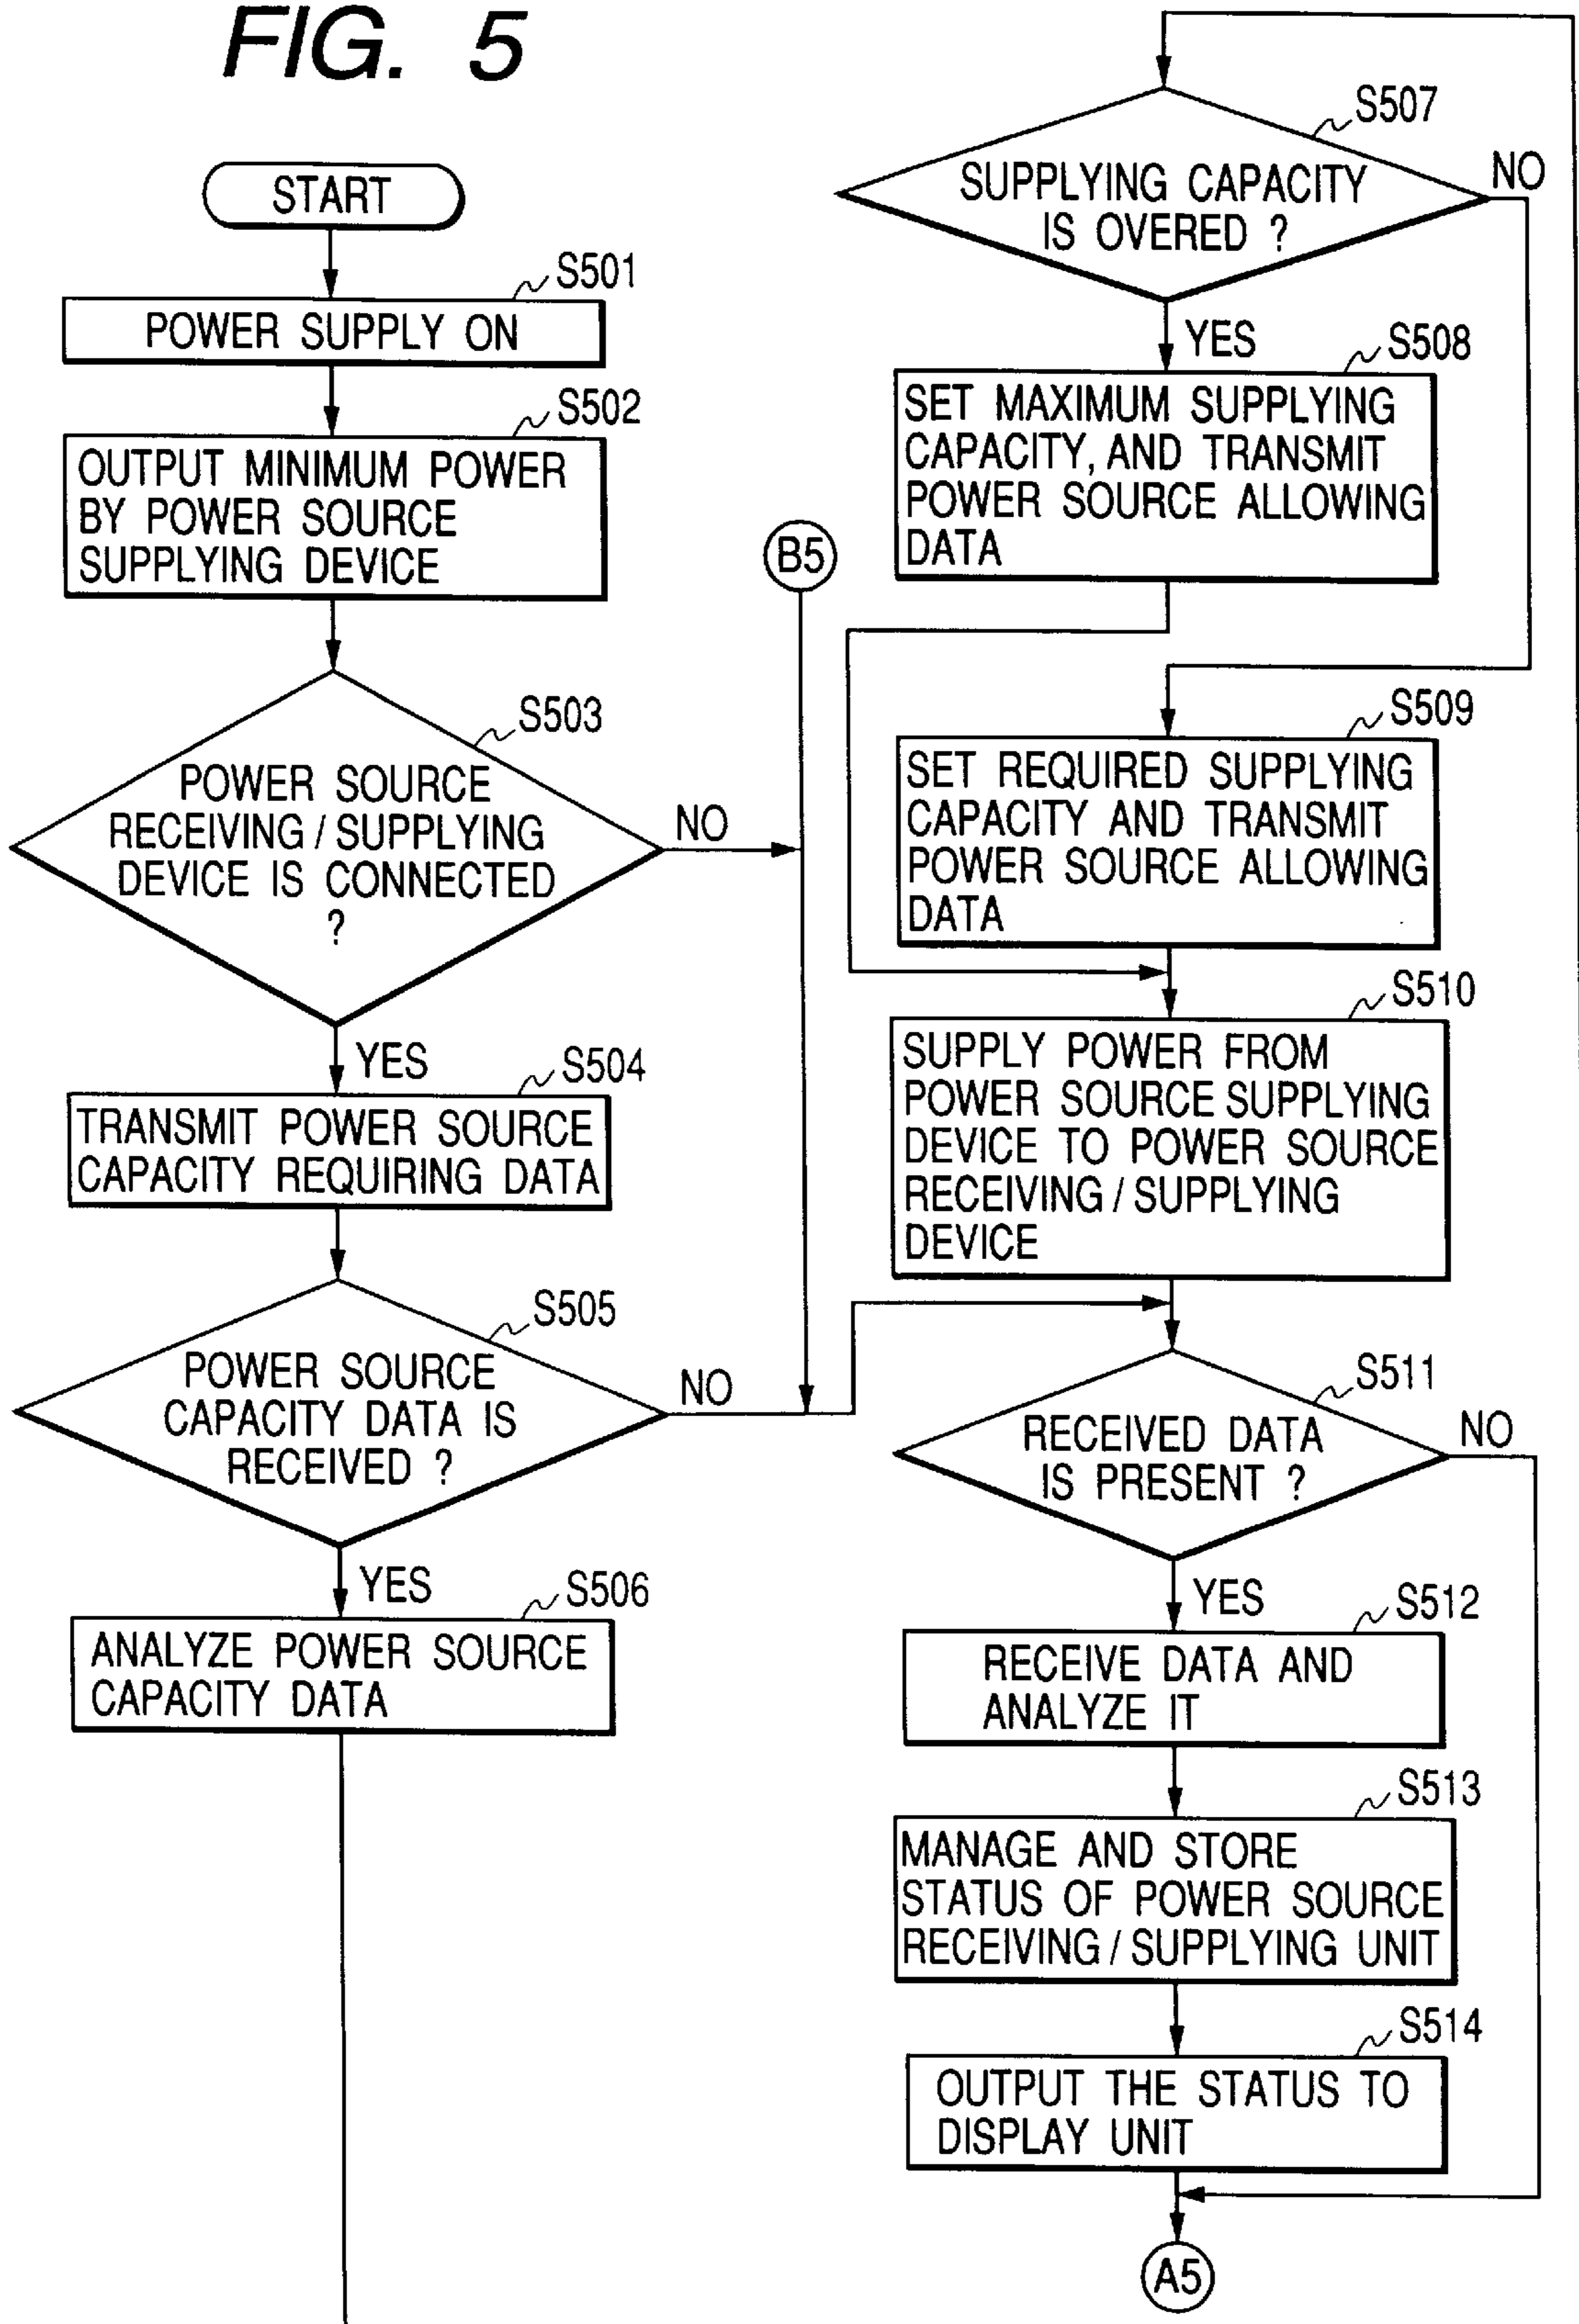 FIG. 5
START
S501
POWER SUPPLY ON
S502
OUTPUT MINIMUM POWER
BY POWER SOURCE
SUPPLYING DEVICE
S503
POWER SOURCE
RECEIVING / SUPPLYING
DEVICE IS CONNECTED
?
NO
YES
S504
TRANSMIT POWER SOURCE
CAPACITY REQUIRING DATA
S505
POWER SOURCE
CAPACITY DATA IS
RECEIVED ?
NO
YES
S506
ANALYZE POWER SOURCE
CAPACITY DATA
B5
S507
SUPPLYING CAPACITY
IS OVERED ?
NO
YES
S508
SET MAXIMUM SUPPLYING
CAPACITY, AND TRANSMIT
POWER SOURCE ALLOWING
DATA
S509
SET REQUIRED SUPPLYING
CAPACITY AND TRANSMIT
POWER SOURCE ALLOWING
DATA
S510
SUPPLY POWER FROM
POWER SOURCE SUPPLYING
DEVICE TO POWER SOURCE
RECEIVING / SUPPLYING
DEVICE
S511
RECEIVED DATA
IS PRESENT ?
NO
YES
S512
RECEIVE DATA AND
ANALYZE IT
S513
MANAGE AND STORE
STATUS OF POWER SOURCE
RECEIVING / SUPPLYING UNIT
S514
OUTPUT THE STATUS TO
DISPLAY UNIT
A5